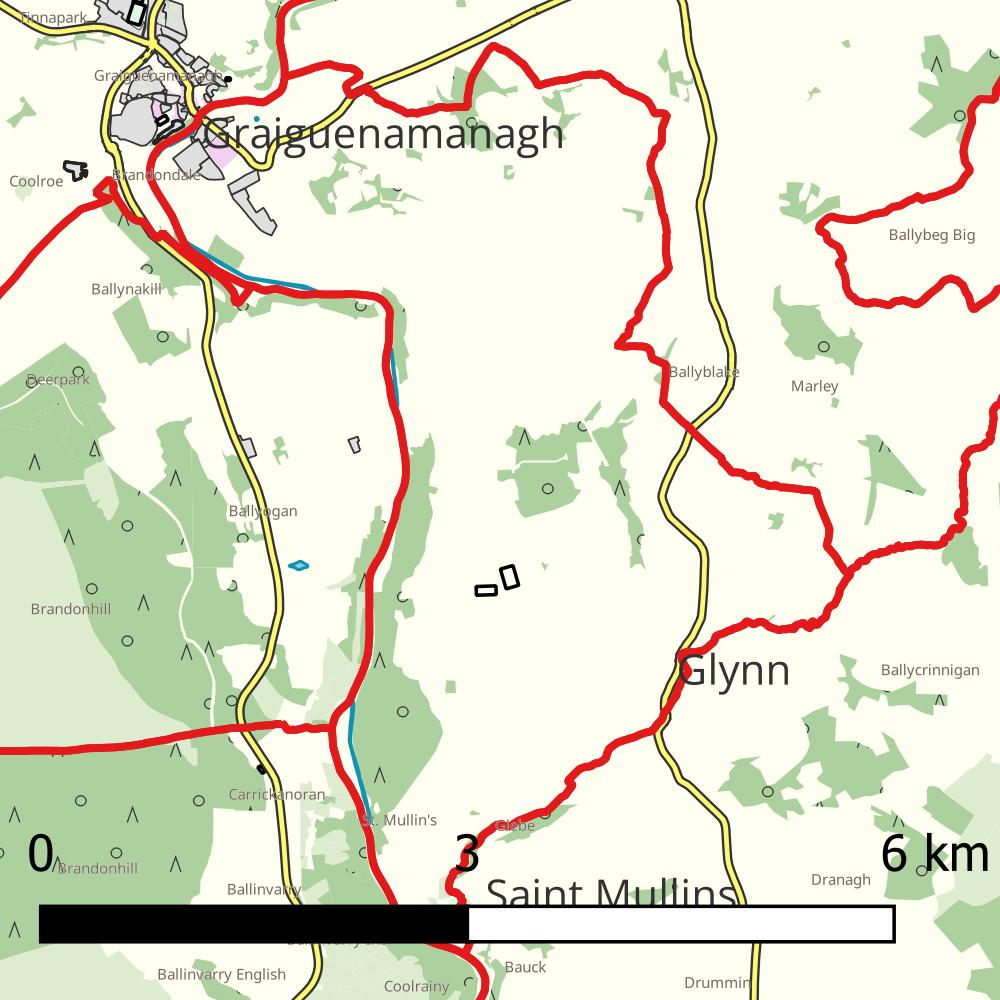 Tinnapark
Graiguenamanagh
Graiguenamanagh
Coolroe
Brandondale
Ballybeg Big
Ballynakill
Deerpark
Ballyblake
Marley
Ballyogan
Brandonhill
Glynn
Ballycrinnigan
Carrickanoran
St. Mullin's
Glebe
0
3
6 km
Brandonhill
Dranagh
Ballinvarry
Saint Mullins
Ballinvarry English
Bauck
Drummin
Coolrainy